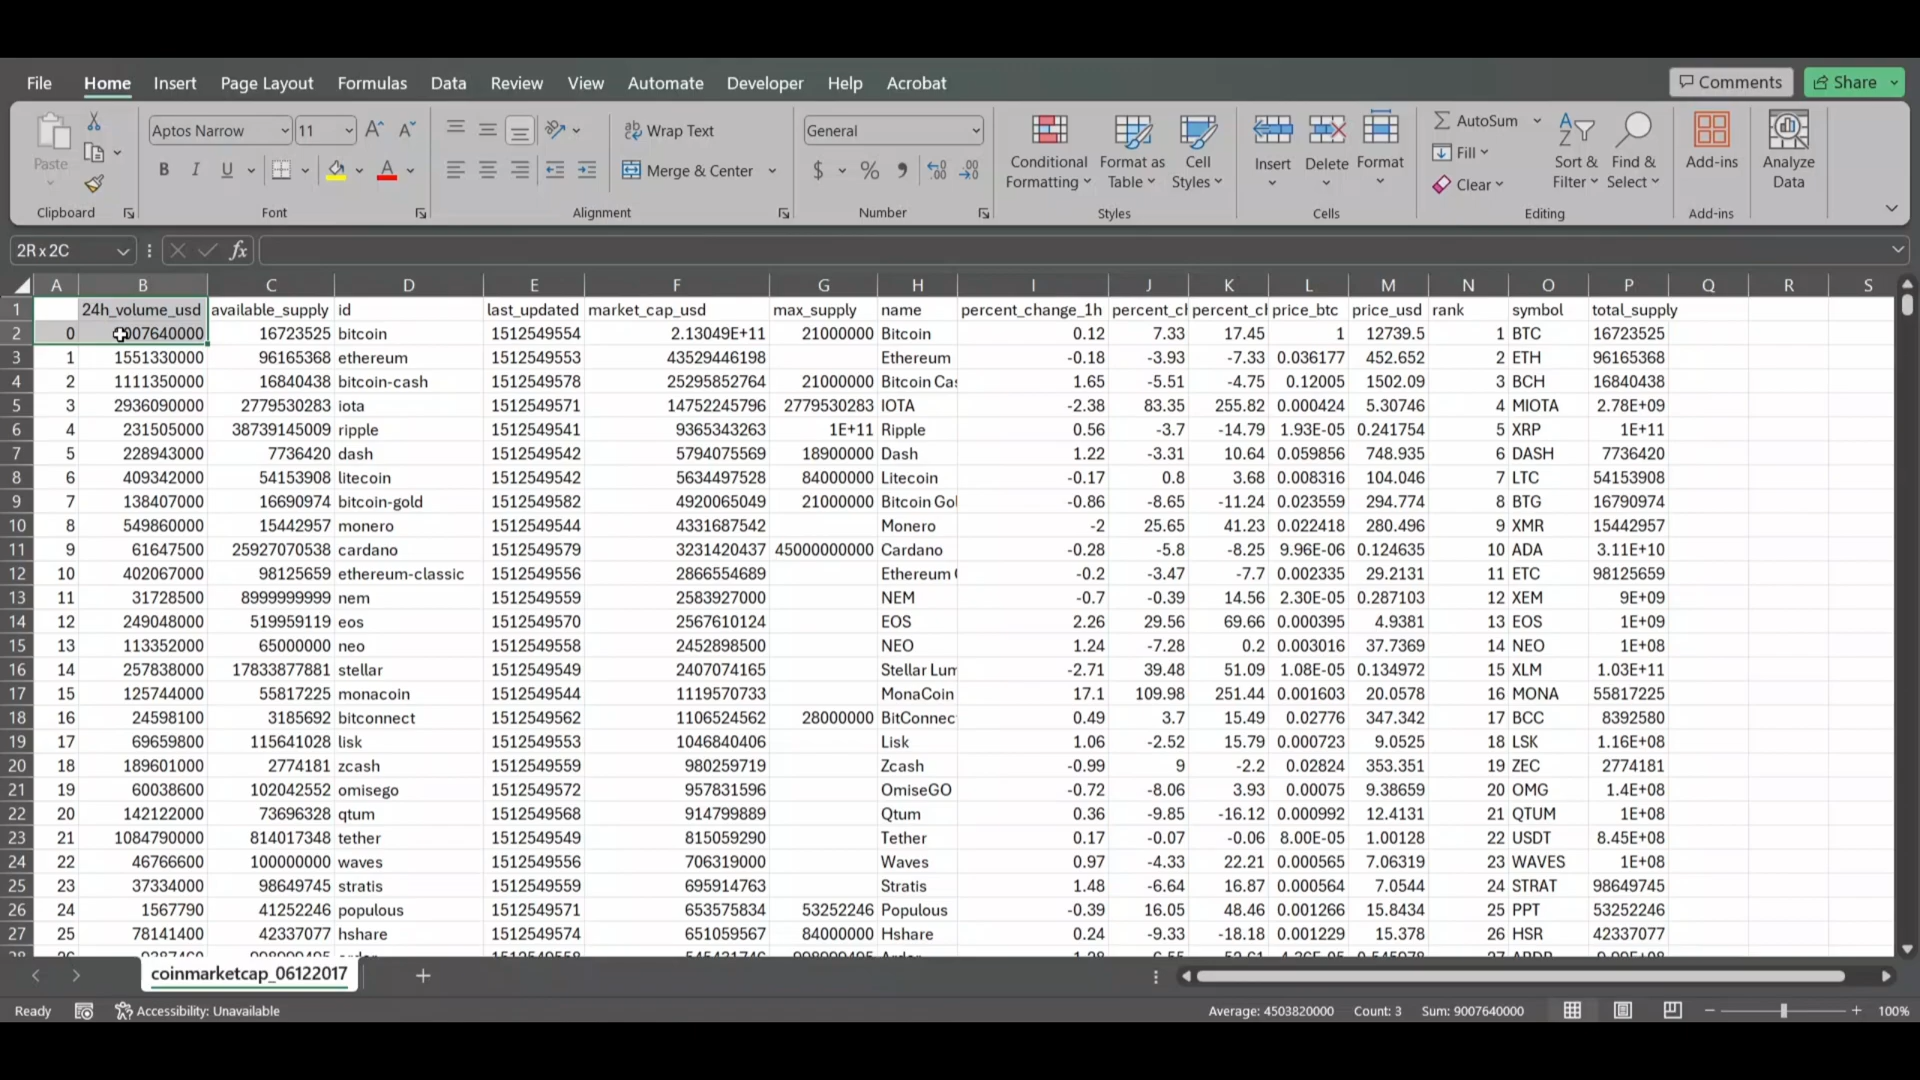 File Home Insert Page Layout Formulas Data Review View Automate Developer Help Acrobat Comments Share
Aptos Narrow 11 Wrap Text General AutoSum
Paste B I U Merge & Center $ % Conditional Formatting Format as Table Cell Styles Insert Delete Format Fill Clear Sort & Filter Find & Select Add-ins Analyze Data
Clipboard Font Alignment Number Styles Cells Editing Add-ins
2R x 2C fx
A B C D E F G H I J K L M N O P Q R S
1 24h_volume_usd available_supply id last_updated market_cap_usd max_supply name percent_change_1h percent_cl percent_cl price_btc price_usd rank symbol total_supply
2 0 007640000 16723525 bitcoin 1512549554 2.13049E+11 21000000 Bitcoin 0.12 7.33 17.45 1 12739.5 1 BTC 16723525
3 1 1551330000 96165368 ethereum 1512549553 43529446198 Ethereum -0.18 -3.93 -7.33 0.036177 452.652 2 ETH 96165368
4 2 1111350000 16840438 bitcoin-cash 1512549578 25295852764 21000000 Bitcoin Ca -5.51 1.65 -4.75 0.12005 1502.09 3 BCH 16840438
5 3 2936090000 2779530283 iota 1512549571 14752245796 2779530283 IOTA -2.38 83.35 255.82 0.000424 5.30746 4 MIOTA 2.78E+09
6 4 231505000 38739145009 ripple 1512549541 9365343263 1E+11 Ripple 0.56 -3.7 -14.79 1.93E-05 0.241754 5 XRP 1E+11
7 5 228943000 7736420 dash 1512549542 5794075569 18900000 Dash 1.22 -3.31 10.64 0.059856 748.935 6 DASH 7736420
8 6 409342000 54153908 litecoin 1512549542 5634497528 84000000 Litecoin -0.17 0.8 3.68 0.008316 104.046 7 LTC 54153908
9 7 138407000 16690974 bitcoin-gold 1512549582 4920065049 21000000 Bitcoin Gol -0.86 -8.65 -11.24 0.023559 294.774 8 BTG 16790974
10 8 549860000 15442957 monero 1512549544 4331687542 Monero -2 25.65 41.23 0.022418 280.496 9 XMR 15442957
11 9 61647500 25927070538 cardano 1512549579 3231420437 45000000000 Cardano -0.28 -5.8 -8.25 9.96E-06 0.124635 10 ADA 3.11E+10
12 10 402067000 98125659 ethereum-classic 1512549556 2866554689 Ethereum -0.2 -3.47 -7.7 0.002335 29.2131 11 ETC 98125659
13 11 31728500 8999999999 nem 1512549559 2583927000 NEM -0.7 -0.39 14.56 2.30E-05 0.287103 12 XEM 9E+09
14 12 249048000 519959119 eos 1512549570 2567610124 EOS 2.26 29.56 69.66 0.000395 4.9381 13 EOS 1E+09
15 13 113352000 65000000 neo 1512549558 2452898500 NEO 1.24 -7.28 0.2 0.003016 37.7369 14 NEO 1E+08
16 14 257838000 17833877881 stellar 1512549549 2407074165 Stellar Lum -2.71 39.48 51.09 1.08E-05 0.134972 15 XLM 1.03E+11
17 15 125744000 55817225 monacoin 1512549544 1119570733 MonaCoin 17.1 109.98 251.44 0.001603 20.0578 16 MONA 55817225
18 16 24598100 3185692 bitconnect 1512549562 1106524562 28000000 BitConnec 0.49 3.7 15.49 0.02776 347.342 17 BCC 8392580
19 17 69659800 115641028 lisk 1512549553 1046840406 Lisk 1.06 -2.52 15.79 0.000723 9.0525 18 LSK 1.16E+08
20 18 189601000 2774181 zcash 1512549559 980259719 Zcash -0.99 9 -2.2 0.02824 353.351 19 ZEC 2774181
21 19 60038600 102042552 omisego 1512549572 957831596 OmiseGO -0.72 -8.06 3.93 0.00075 9.38659 20 OMG 1.4E+08
22 20 142122000 73696328 qtum 1512549568 914799889 Qtum 0.36 -9.85 -16.12 0.000992 12.4131 21 QTUM 1E+08
23 21 1084790000 814017348 tether 1512549549 815059290 Tether 0.17 -0.07 -0.06 8.00E-05 1.00128 22 USDT 8.45E+08
24 22 46766600 100000000 waves 1512549556 706319000 Waves 0.97 -4.33 22.21 0.000565 7.06319 23 WAVES 1E+08
25 23 37334000 98649745 stratis 1512549559 695914763 Stratis 1.48 -6.64 16.87 0.000564 7.0544 24 STRAT 98649745
26 24 1567790 41252246 populous 1512549571 653575834 53252246 Populous -0.39 16.05 48.46 0.001266 15.8434 25 PPT 53252246
27 25 78141400 42337077 hshare 1512549574 651059567 84000000 Hshare 0.24 -9.33 -18.18 0.001229 15.378 26 HSR 42337077
coinmarketcap_06122017
Ready Accessibility: Unavailable Average: 4503820000 Count: 3 Sum: 9007640000 100%